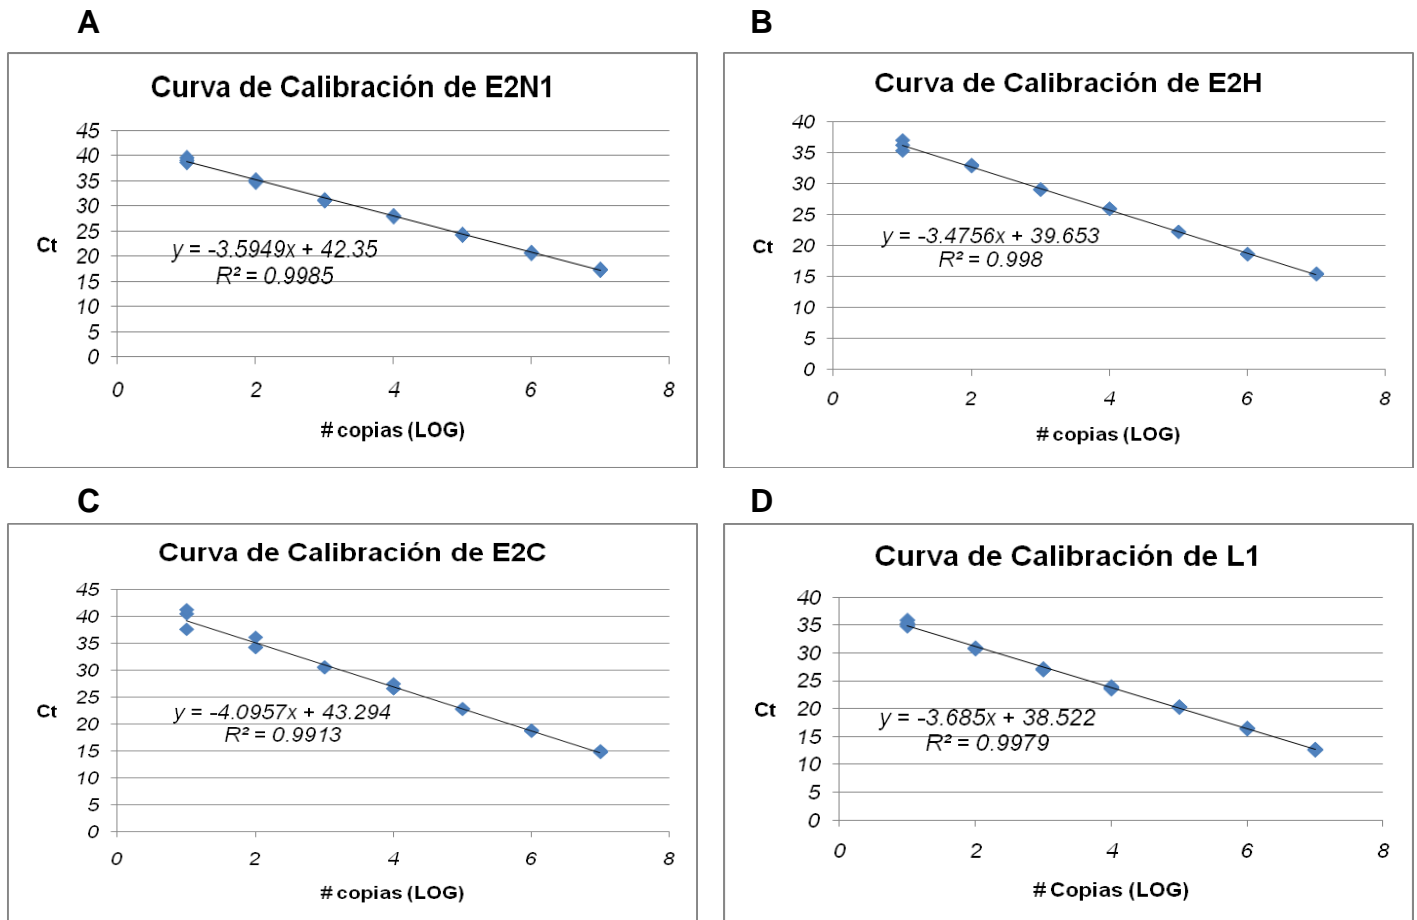 A
Curva de Calibración de E2N1
45
40
35
30
25
20
15
10
5
0
Ct
y = -3.5949x + 42.35
R² = 0.9985
0 2 4 6 8
# copias (LOG)
B
Curva de Calibración de E2H
40
35
30
25
20
15
10
5
0
Ct
y = -3.4756x + 39.653
R² = 0.998
0 2 4 6 8
# copias (LOG)
C
Curva de Calibración de E2C
45
40
35
30
25
20
15
10
5
0
Ct
y = -4.0957x + 43.294
R² = 0.9913
0 2 4 6 8
# copias (LOG)
D
Curva de Calibración de L1
40
35
30
25
20
15
10
5
0
Ct
y = -3.685x + 38.522
R² = 0.9979
0 2 4 6 8
# Copias (LOG)